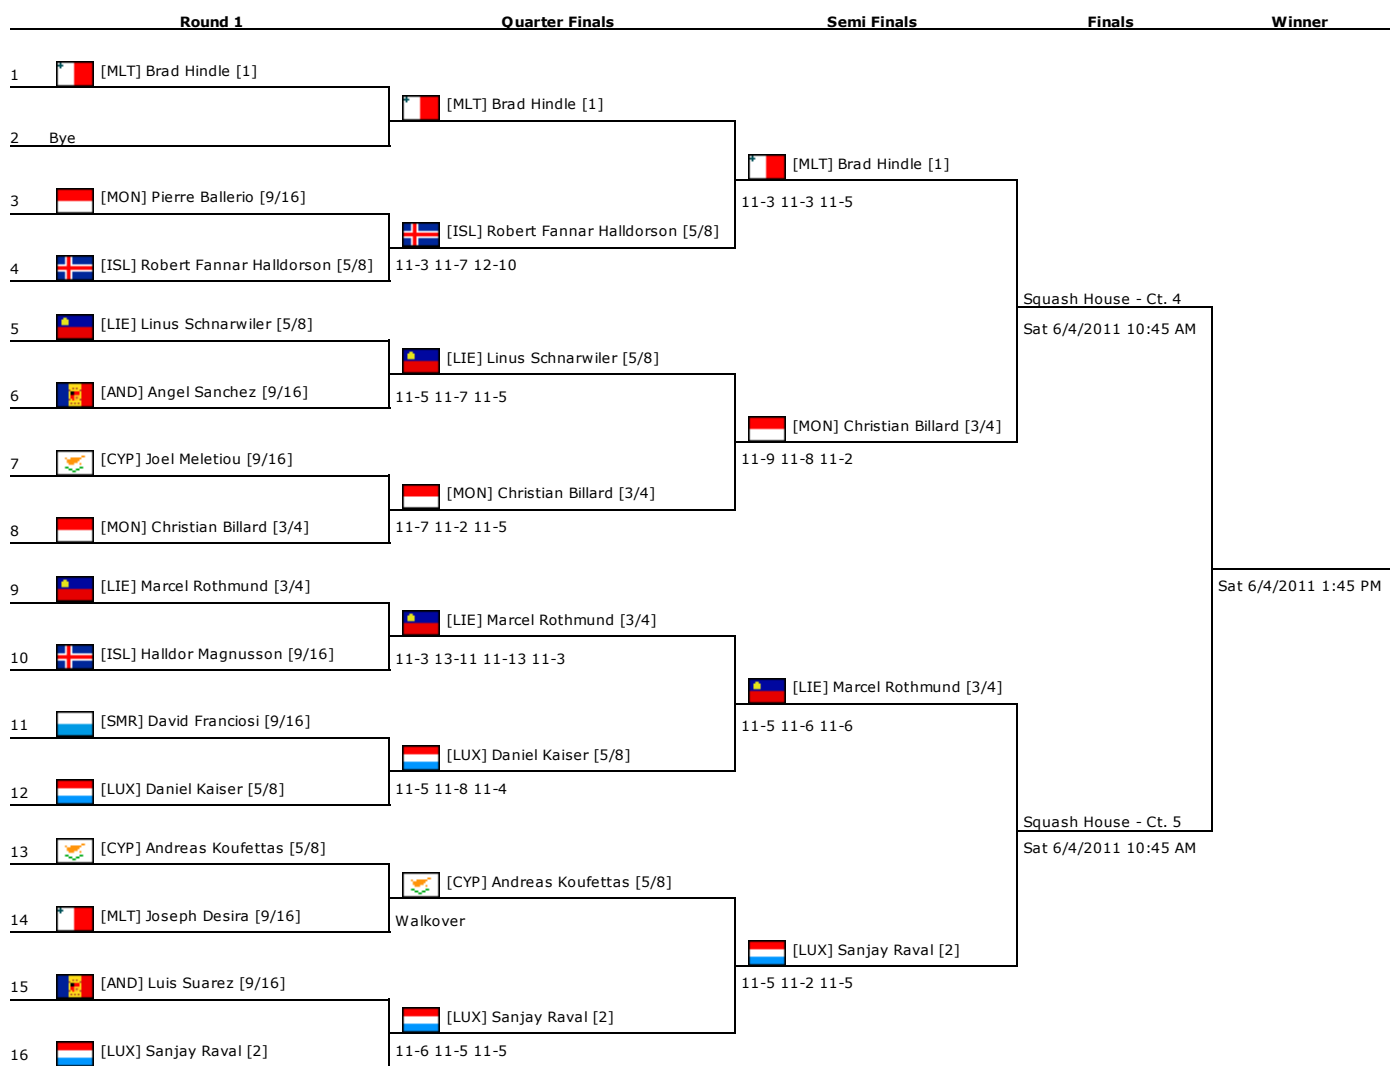 Round 1 Quarter Finals Semi Finals Finals Winner
1 [MLT] Brad Hindle [1]
[MLT] Brad Hindle [1]
2 Bye
[MLT] Brad Hindle [1]
3 [MON] Pierre Ballerio [9/16]
11-3 11-3 11-5
[ISL] Robert Fannar Halldorson [5/8]
4 [ISL] Robert Fannar Halldorson [5/8]
11-3 11-7 12-10
Squash House - Ct. 4
5 [LIE] Linus Schnarwiler [5/8]
Sat 6/4/2011 10:45 AM
[LIE] Linus Schnarwiler [5/8]
6 [AND] Angel Sanchez [9/16]
11-5 11-7 11-5
[MON] Christian Billard [3/4]
7 [CYP] Joel Meletiou [9/16]
11-9 11-8 11-2
[MON] Christian Billard [3/4]
8 [MON] Christian Billard [3/4]
11-7 11-2 11-5
9 [LIE] Marcel Rothmund [3/4]
Sat 6/4/2011 1:45 PM
[LIE] Marcel Rothmund [3/4]
10 [ISL] Halldor Magnusson [9/16]
11-3 13-11 11-13 11-3
[LIE] Marcel Rothmund [3/4]
11 [SMR] David Franciosi [9/16]
11-5 11-6 11-6
[LUX] Daniel Kaiser [5/8]
12 [LUX] Daniel Kaiser [5/8]
11-5 11-8 11-4
Squash House - Ct. 5
13 [CYP] Andreas Koufettas [5/8]
Sat 6/4/2011 10:45 AM
[CYP] Andreas Koufettas [5/8]
14 [MLT] Joseph Desira [9/16]
Walkover
[LUX] Sanjay Raval [2]
15 [AND] Luis Suarez [9/16]
11-5 11-2 11-5
[LUX] Sanjay Raval [2]
16 [LUX] Sanjay Raval [2]
11-6 11-5 11-5